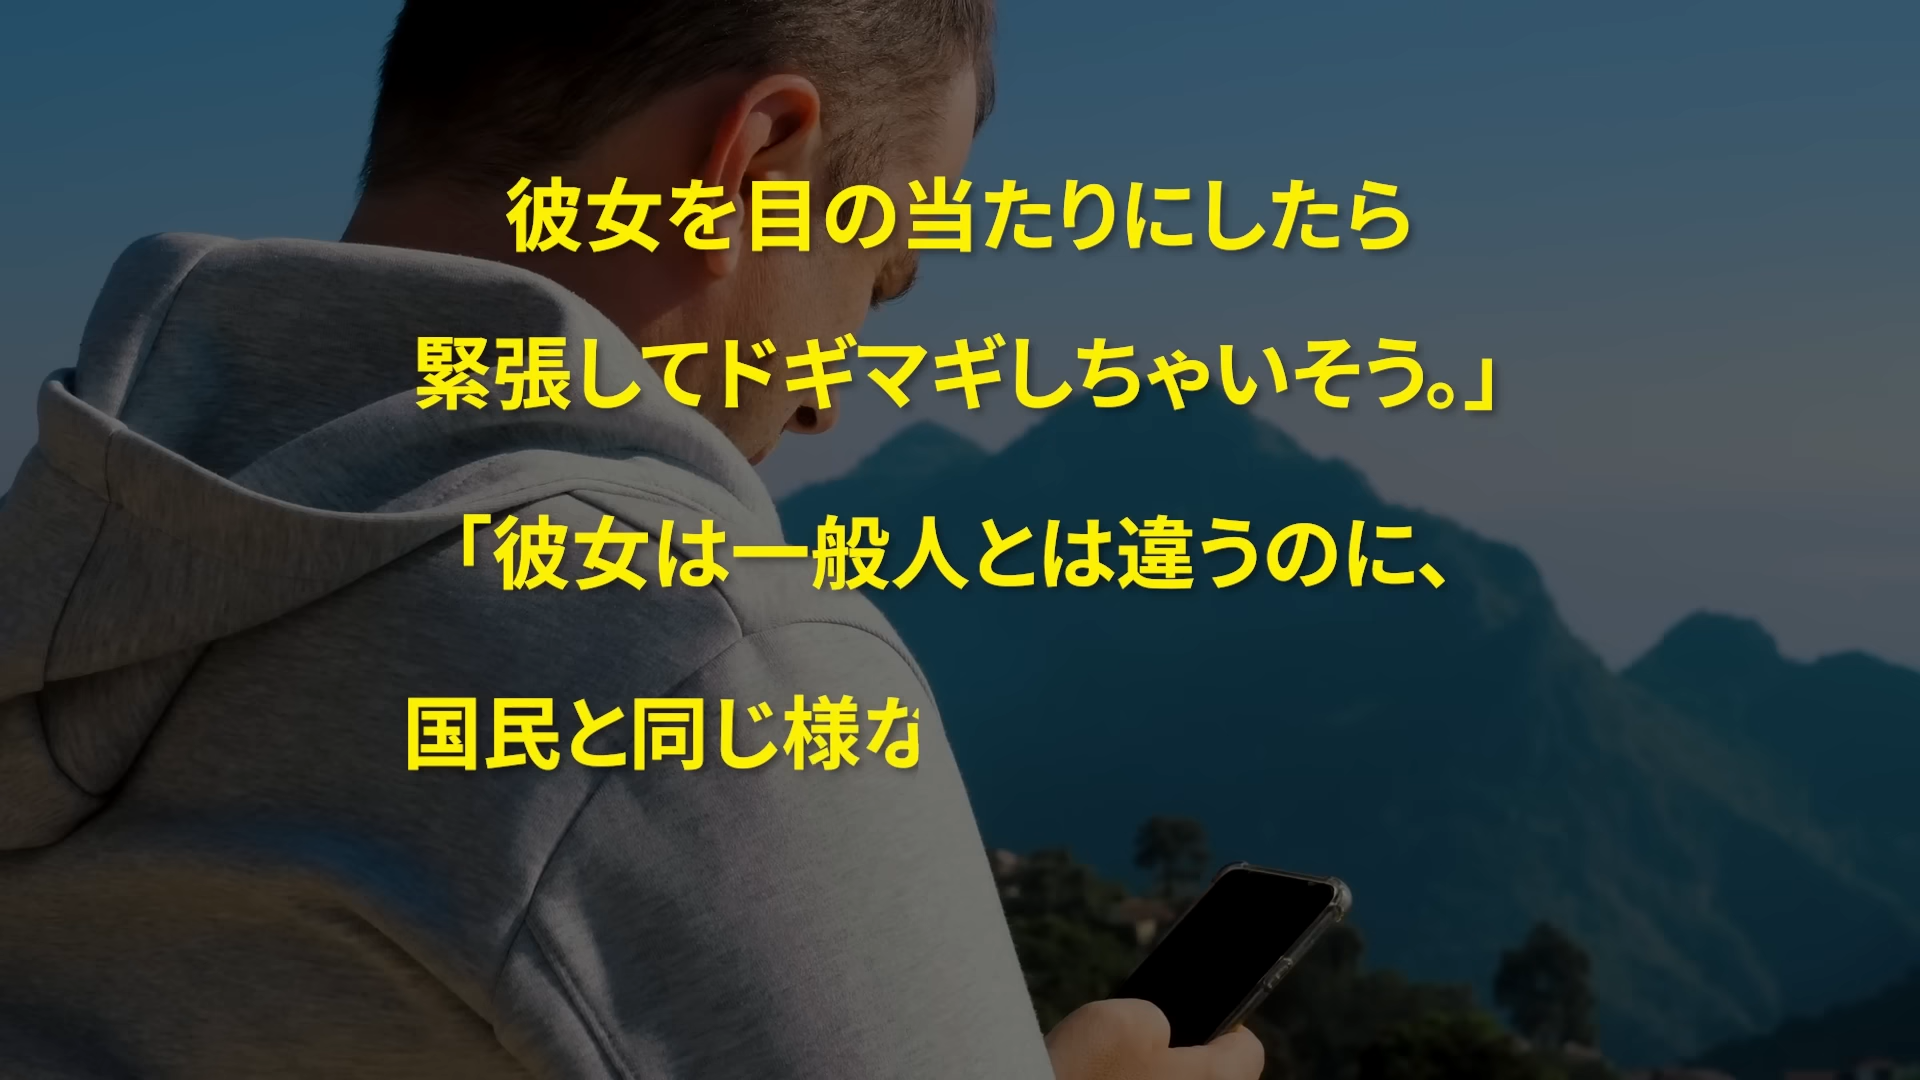 彼女を目の当たりにしたら
緊張してドギマギしちゃいそう。」
「彼女は一般人とは違うのに、
国民と同じ様な